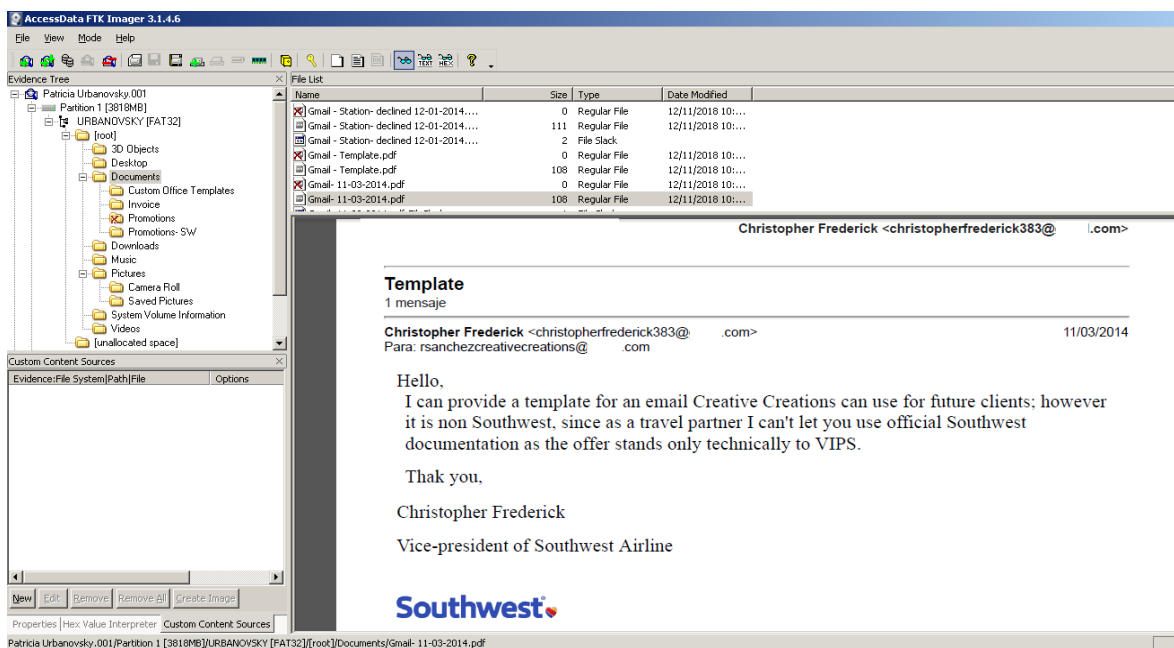 AccessData FTK Imager 3.1.4.6
File View Mode Help
TEXT HEX
Evidence Tree
Patricia Urbanovsky.001
Partition 1 [3818MB]
URBANOVSKY [FAT32]
[root]
3D Objects
Desktop
Documents
Custom Office Templates
Invoice
Promotions
Promotions- SW
Downloads
Music
Pictures
Camera Roll
Saved Pictures
System Volume Information
Videos
[unallocated space]
Custom Content Sources
Evidence:File System|Path|File Options
New Edit Remove Remove All Create Image
Properties Hex Value Interpreter Custom Content Sources
File List
Name Size Type Date Modified
Gmail - Station- declined 12-01-2014.... 0 Regular File 12/11/2018 10:...
Gmail - Station- declined 12-01-2014.... 111 Regular File 12/11/2018 10:...
Gmail - Station- declined 12-01-2014.... 2 File Slack
Gmail - Template.pdf 0 Regular File 12/11/2018 10:...
Gmail - Template.pdf 108 Regular File 12/11/2018 10:...
Gmail- 11-03-2014.pdf 0 Regular File 12/11/2018 10:...
Gmail- 11-03-2014.pdf 108 Regular File 12/11/2018 10:...
Christopher Frederick <christopherfrederick383@ l.com>
Template
1 mensaje
Christopher Frederick <christopherfrederick383@ .com> 11/03/2014
Para: rsanchezcreativecreations@ .com
Hello,
I can provide a template for an email Creative Creations can use for future clients; however
it is non Southwest, since as a travel partner I can't let you use official Southwest
documentation as the offer stands only technically to VIPS.
Thak you,
Christopher Frederick
Vice-president of Southwest Airline
Southwest
Patricia Urbanovsky.001/Partition 1 [3818MB]/URBANOVSKY [FAT32]/[root]/Documents/Gmail- 11-03-2014.pdf